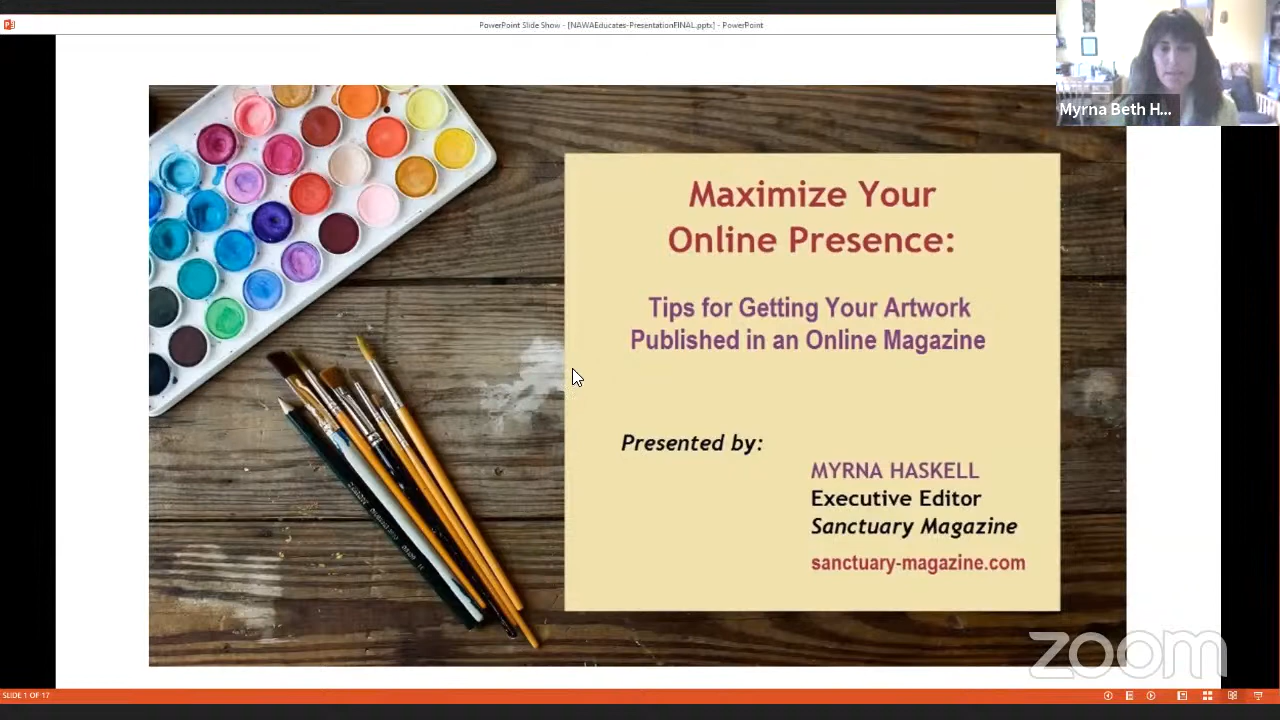 PowerPoint Slide Show - [NAWAEducates-PresentationFINAL.pptx] - PowerPoint
Myrna Beth H...
Maximize Your
Online Presence:
Tips for Getting Your Artwork
Published in an Online Magazine
Presented by:
MYRNA HASKELL
Executive Editor
Sanctuary Magazine
sanctuary-magazine.com
zoom
SLIDE 1 OF 17